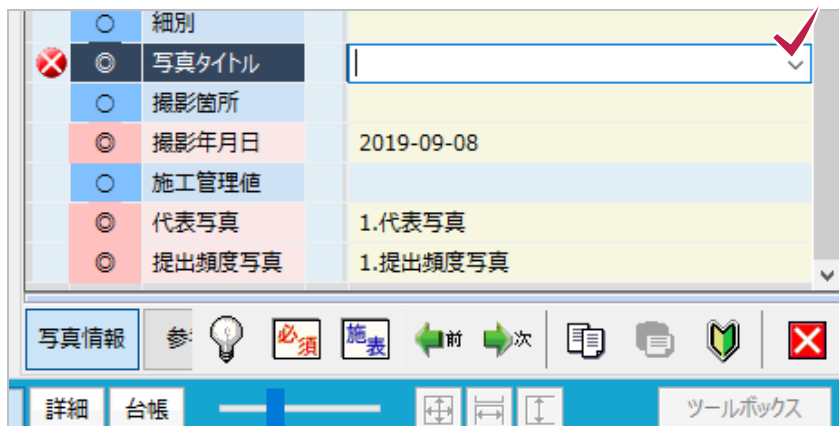 ○ 細別
◎ 写真タイトル
○ 撮影箇所
◎ 撮影年月日 2019-09-08
○ 施工管理値
◎ 代表写真 1.代表写真
◎ 提出頻度写真 1.提出頻度写真
写真情報 参 必須 施表 前 次
詳細 台帳 ツールボックス